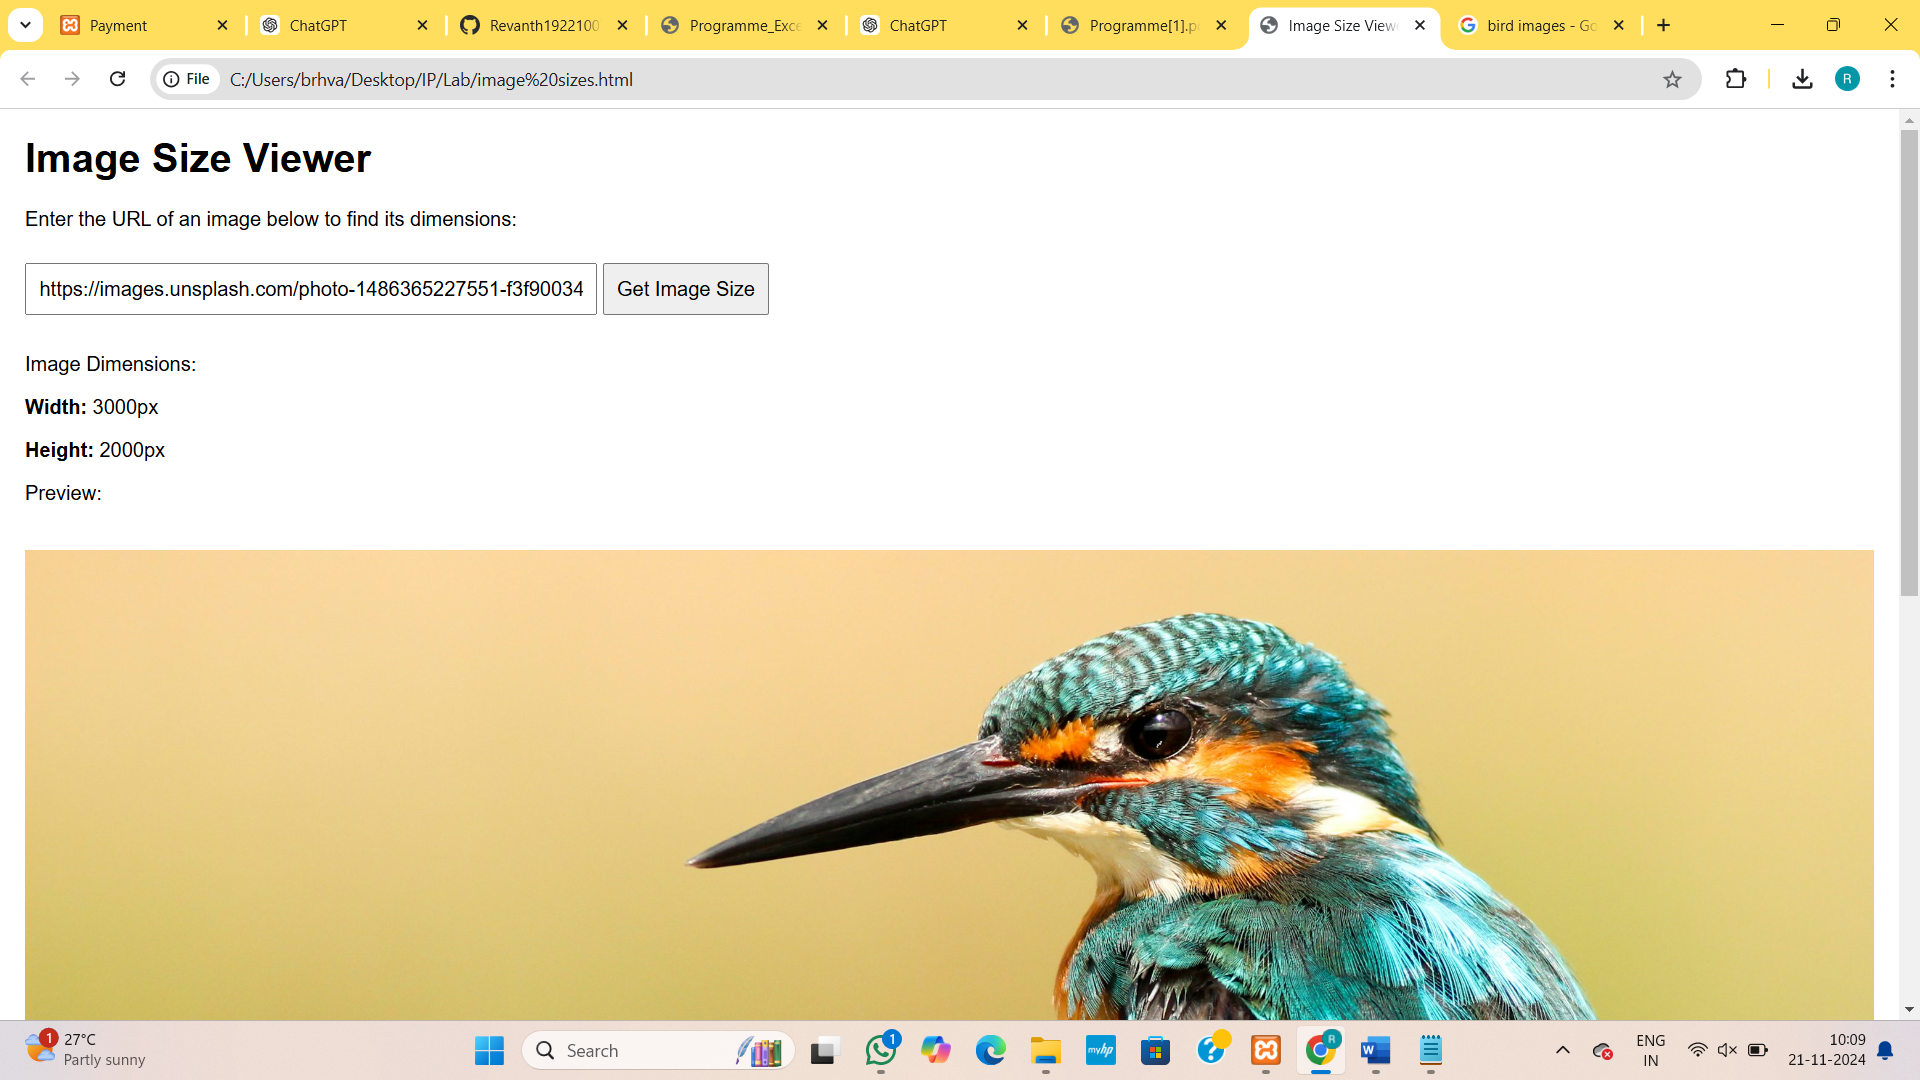 Payment
ChatGPT
Revanth1922100
Programme_Exce
ChatGPT
Programme[1].p
Image Size View
bird images - Go
File
C:/Users/brhva/Desktop/IP/Lab/image%20sizes.html
R
Image Size Viewer
Enter the URL of an image below to find its dimensions:
https://images.unsplash.com/photo-1486365227551-f3f90034
Get Image Size
Image Dimensions:
Width: 3000px
Height: 2000px
Preview:
1
27°C
Partly sunny
Search
1
myhp
R
ENG
IN
10:09
21-11-2024